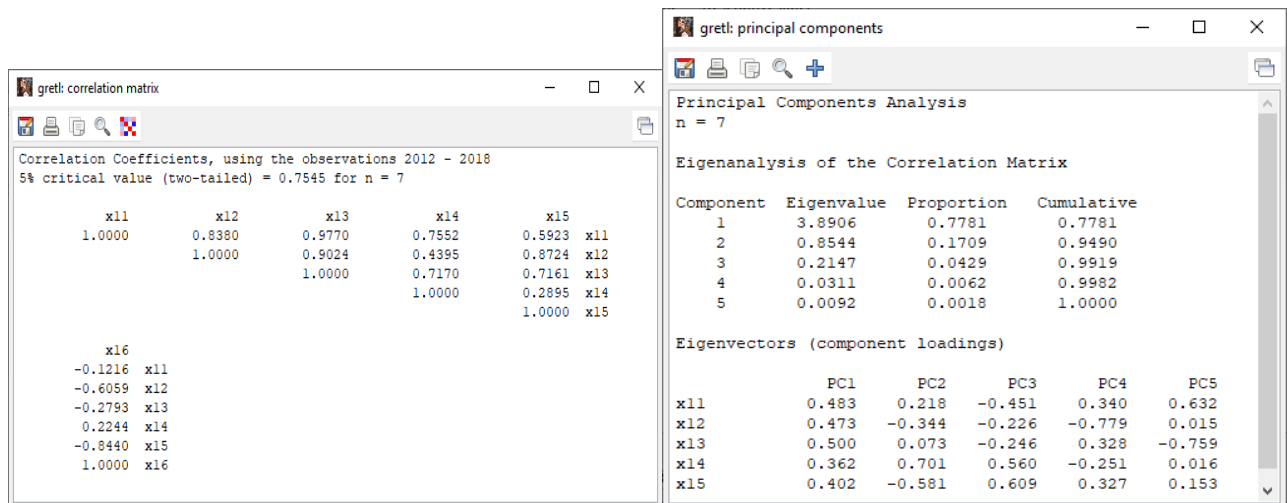 gretl: correlation matrix
Correlation Coefficients, using the observations 2012 - 2018
5% critical value (two-tailed) = 0.7545 for n = 7
x11 x12 x13 x14 x15
1.0000 0.8380 0.9770 0.7552 0.5923 x11
1.0000 0.9024 0.4395 0.8724 x12
1.0000 0.7170 0.7161 x13
1.0000 0.2895 x14
1.0000 x15
x16
-0.1216 x11
-0.6059 x12
-0.2793 x13
0.2244 x14
-0.8440 x15
1.0000 x16
gretl: principal components
Principal Components Analysis
n = 7
Eigenanalysis of the Correlation Matrix
Component Eigenvalue Proportion Cumulative
1 3.8906 0.7781 0.7781
2 0.8544 0.1709 0.9490
3 0.2147 0.0429 0.9919
4 0.0311 0.0062 0.9982
5 0.0092 0.0018 1.0000
Eigenvectors (component loadings)
PC1 PC2 PC3 PC4 PC5
x11 0.483 0.218 -0.451 0.340 0.632
x12 0.473 -0.344 -0.226 -0.779 0.015
x13 0.500 0.073 -0.246 0.328 -0.759
x14 0.362 0.701 0.560 -0.251 0.016
x15 0.402 -0.581 0.609 0.327 0.153